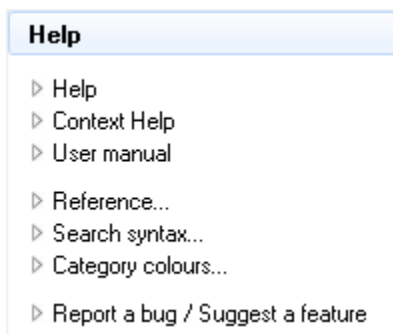 Help
Help
Context Help
User manual
Reference...
Search syntax...
Category colours...
Report a bug / Suggest a feature